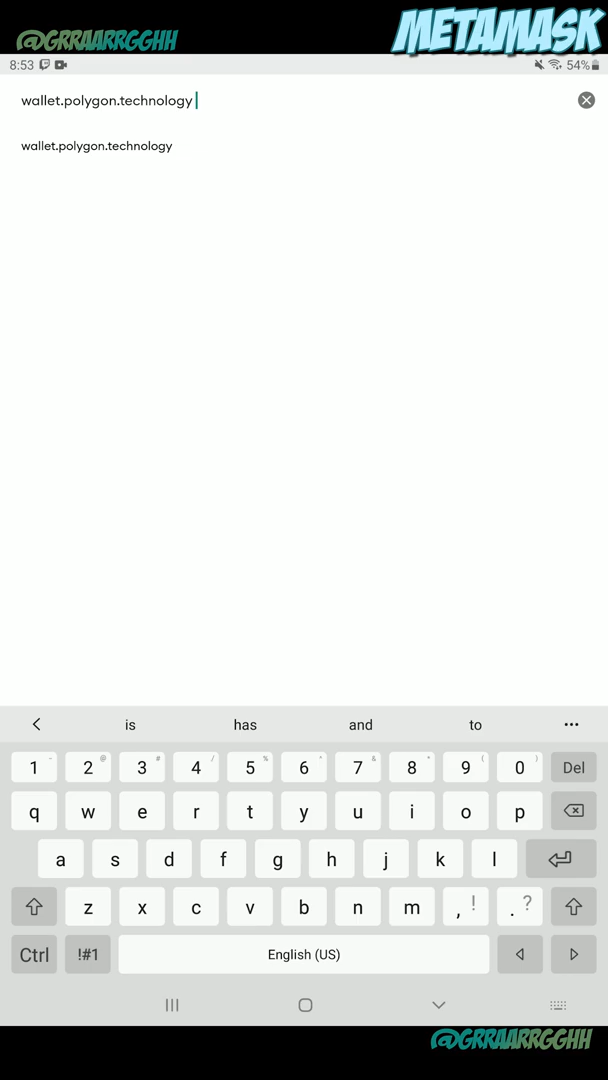 @GRRAARRGGHH
METAMASK
8:53
54%
wallet.polygon.technology
wallet.polygon.technology
is has and to ...
1 - 2 @ 3 # 4 / 5 % 6 ^ 7 & 8 * 9 ( 0 ) Del
q w e r t y u i o p
a s d f g h j k l
z x c v b n m , ! . ?
Ctrl !#1 English (US)
@GRRAARRGGHH